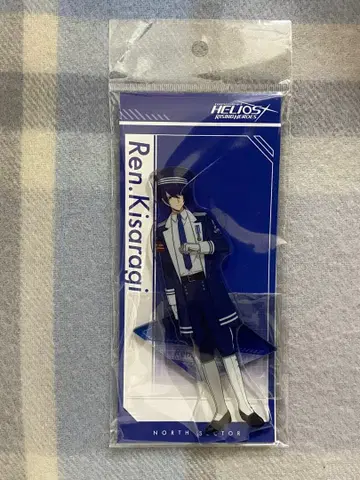 HELIOS
RISING HEROES
Ren.Kisaragi
NORTH SECTOR